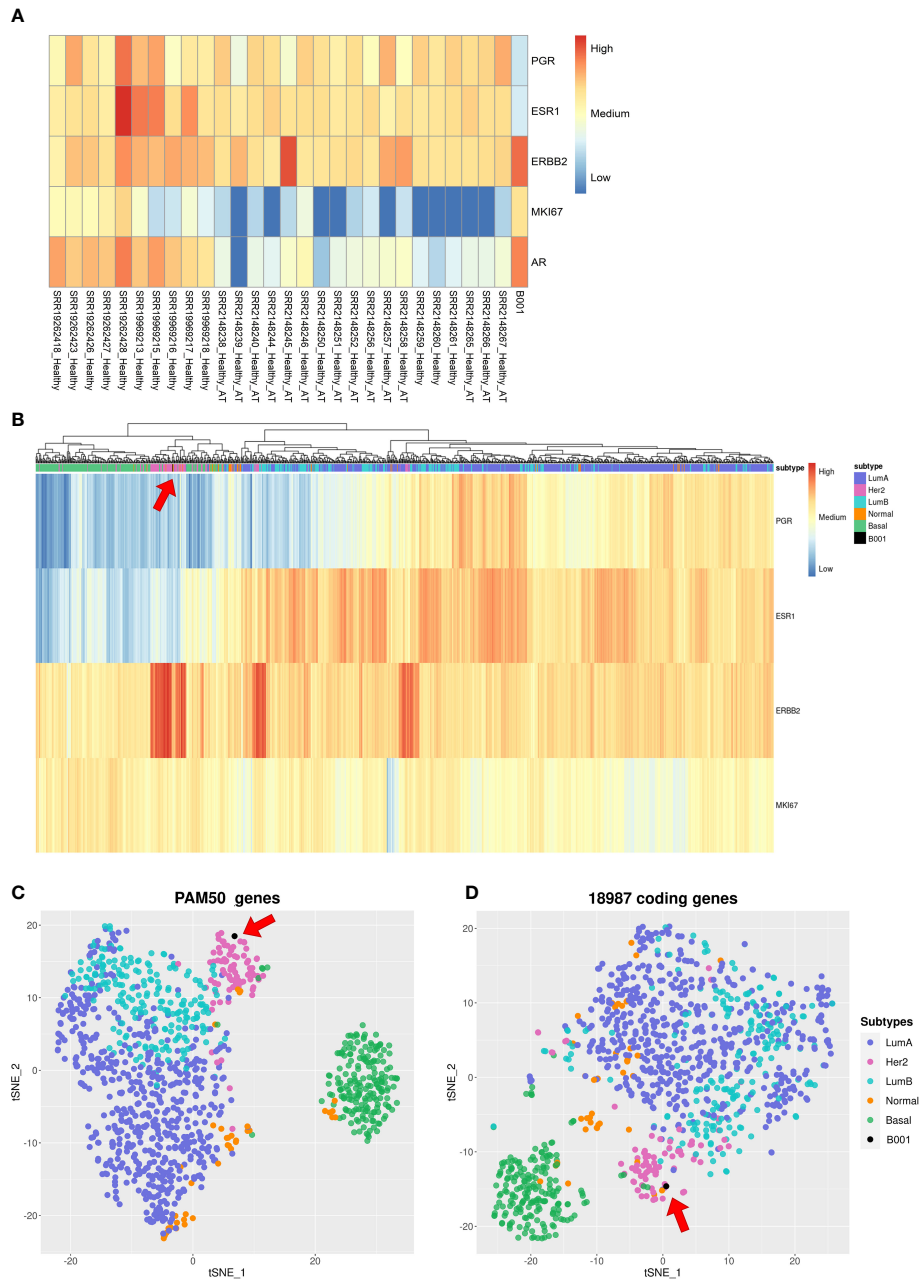 A
PGR
ESR1
ERBB2
MKI67
AR
High
Medium
Low
SRR19262418_Healthy
SRR19262423_Healthy
SRR19262426_Healthy
SRR19262427_Healthy
SRR19262428_Healthy
SRR19969213_Healthy
SRR19969215_Healthy
SRR19969216_Healthy
SRR19969217_Healthy
SRR19969218_Healthy
SRR2148238_Healthy_AT
SRR2148239_Healthy_AT
SRR2148240_Healthy_AT
SRR2148244_Healthy_AT
SRR2148245_Healthy_AT
SRR2148246_Healthy_AT
SRR2148250_Healthy_AT
SRR2148251_Healthy_AT
SRR2148252_Healthy_AT
SRR2148256_Healthy_AT
SRR2148257_Healthy_AT
SRR2148258_Healthy_AT
SRR2148259_Healthy
SRR2148260_Healthy
SRR2148261_Healthy
SRR2148265_Healthy_AT
SRR2148266_Healthy_AT
SRR2148267_Healthy_AT
B001
B
subtype
PGR
ESR1
ERBB2
MKI67
High
Medium
Low
subtype
LumA
Her2
LumB
Normal
Basal
B001
C
PAM50 genes
20
10
0
-10
-20
tSNE_2
-20
0
20
tSNE_1
D
18987 coding genes
20
10
0
-10
-20
tSNE_2
-20
-10
0
10
20
tSNE_1
Subtypes
LumA
Her2
LumB
Normal
Basal
B001